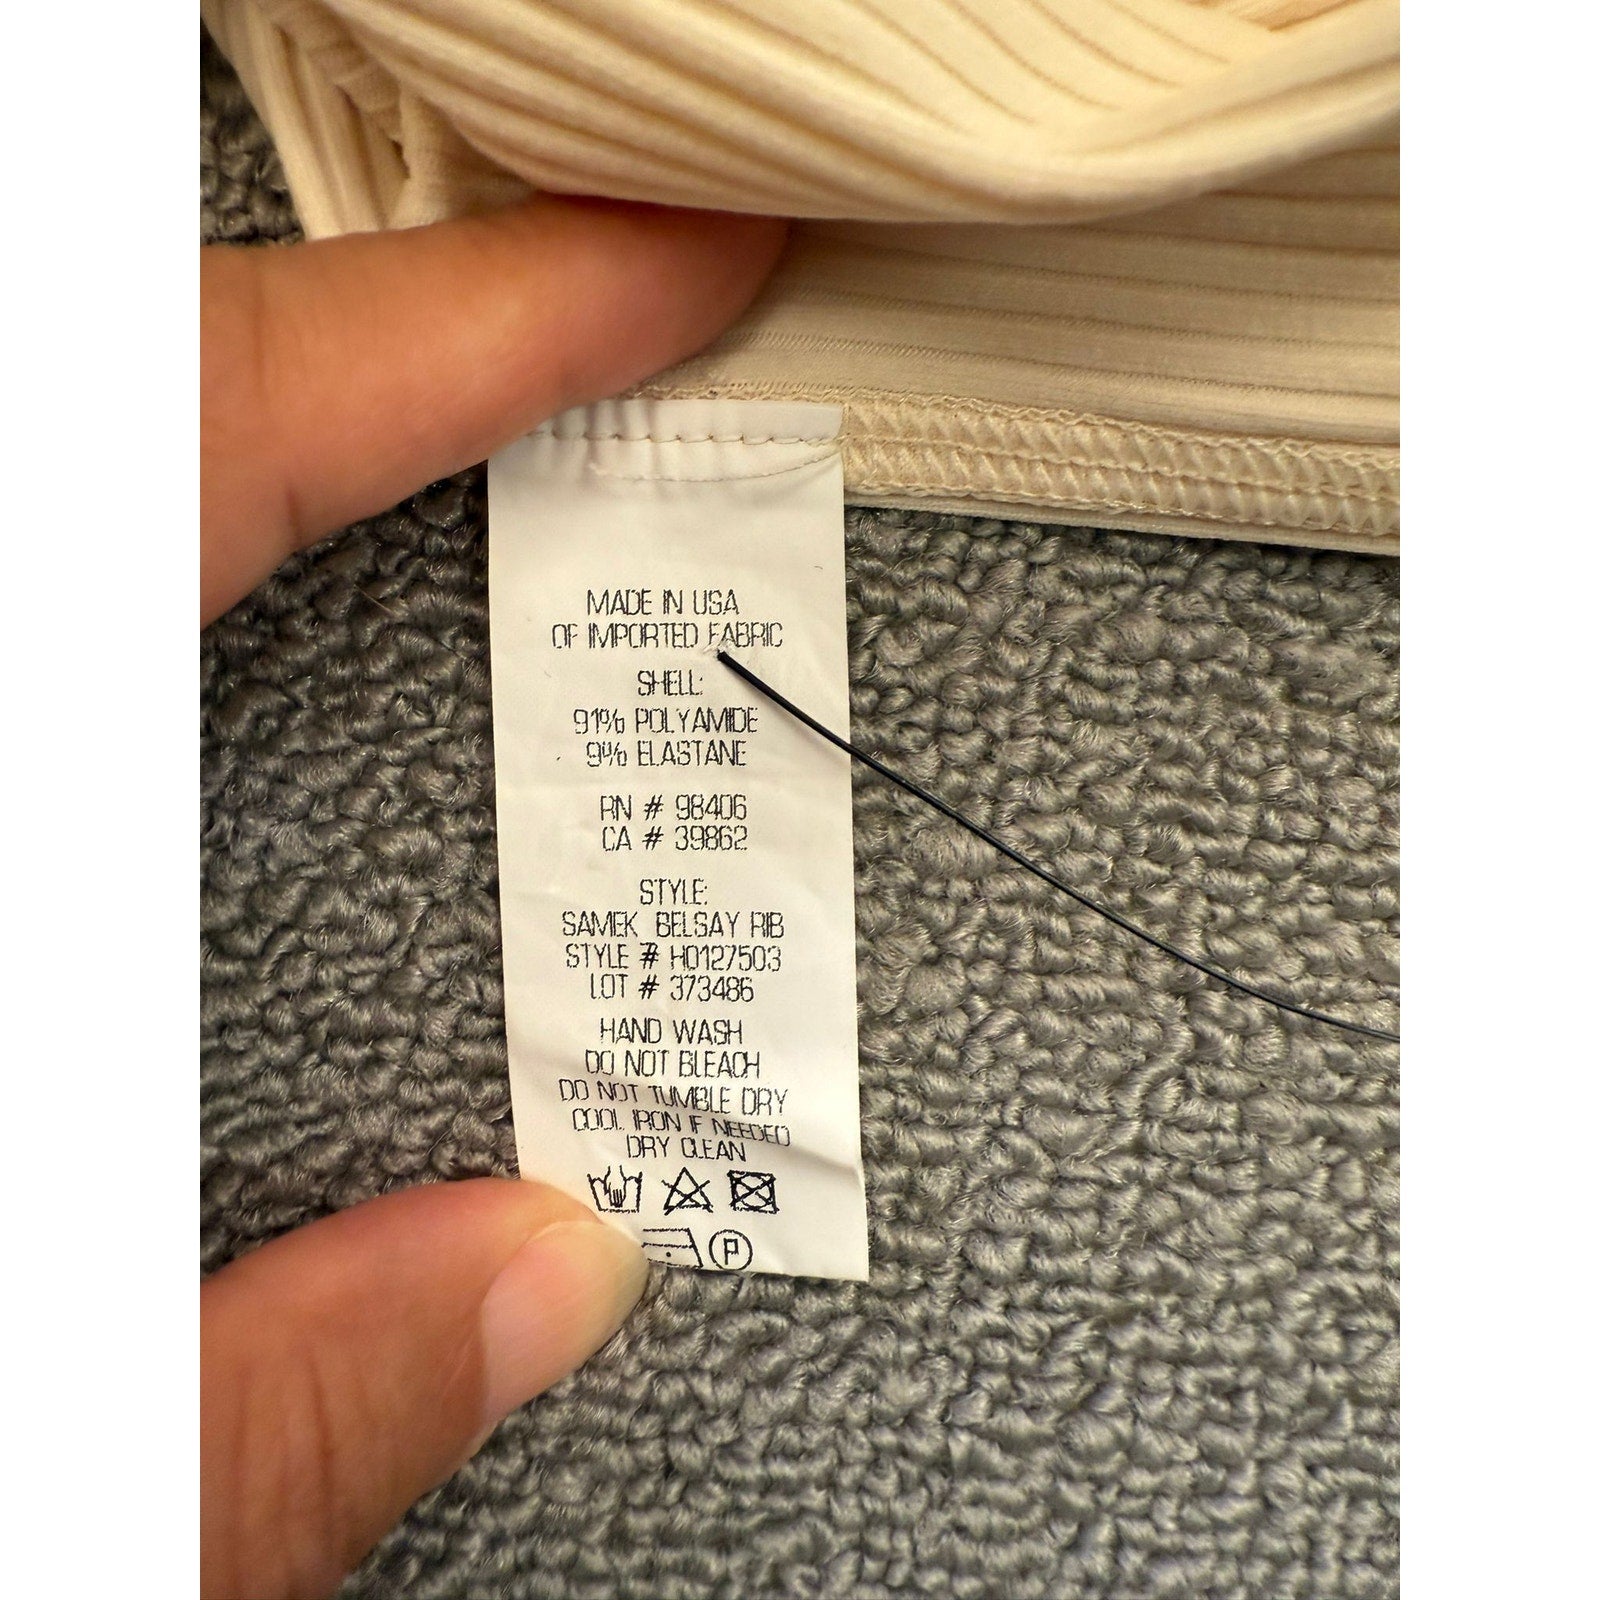 MADE IN USA
OF IMPORTED FABRIC
SHELL:
91% POLYAMIDE
9% ELASTANE
RN # 98406
CA # 39862
STYLE:
SAMEK BELSAY RIB
STYLE # H0127503
LOT # 373486
HAND WASH
DO NOT BLEACH
DO NOT TUMBLE DRY
COOL IRON IF NEEDED
DRY CLEAN
P